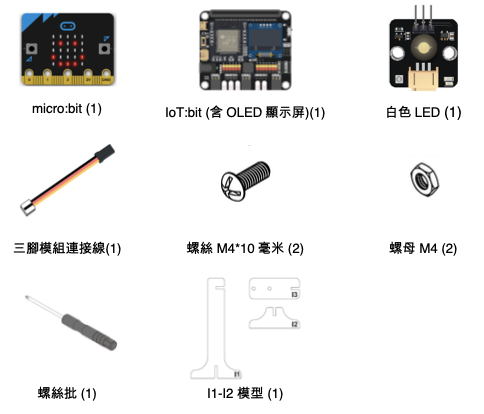 micro:bit (1)
IoT:bit (含 OLED 顯示屏)(1)
白色 LED (1)
三腳模組連接線(1)
螺絲 M4*10 毫米 (2)
螺母 M4 (2)
I3
I2
I1
螺絲批 (1)
I1-I2 模型 (1)